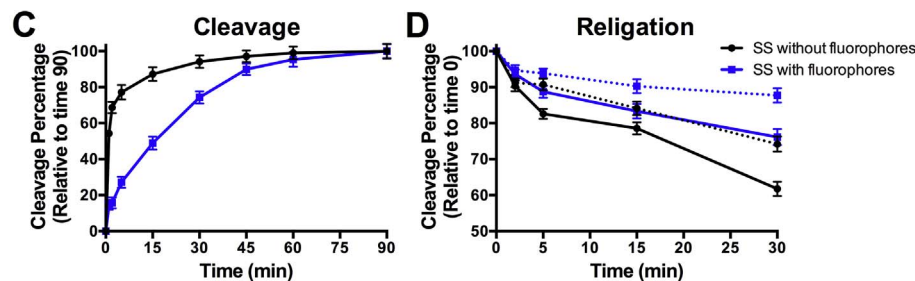 C
Cleavage
Cleavage Percentage
(Relative to time 90)
100
80
60
40
20
0
0
15
30
45
60
75
90
Time (min)
D
Religation
Cleavage Percentage
(Relative to time 0)
100
90
80
70
60
50
0
5
10
15
20
25
30
Time (min)
SS without fluorophores
SS with fluorophores